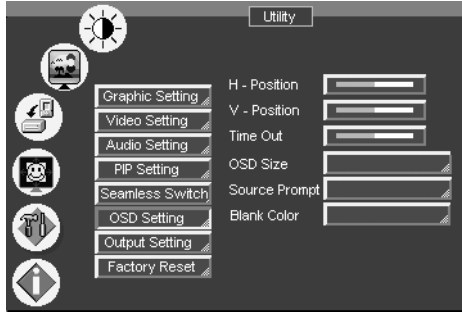 Utility
Graphic Setting
Video Setting
Audio Setting
PIP Setting
Seamless Switch
OSD Setting
Output Setting
Factory Reset
H - Position
V - Position
Time Out
OSD Size
Source Prompt
Blank Color